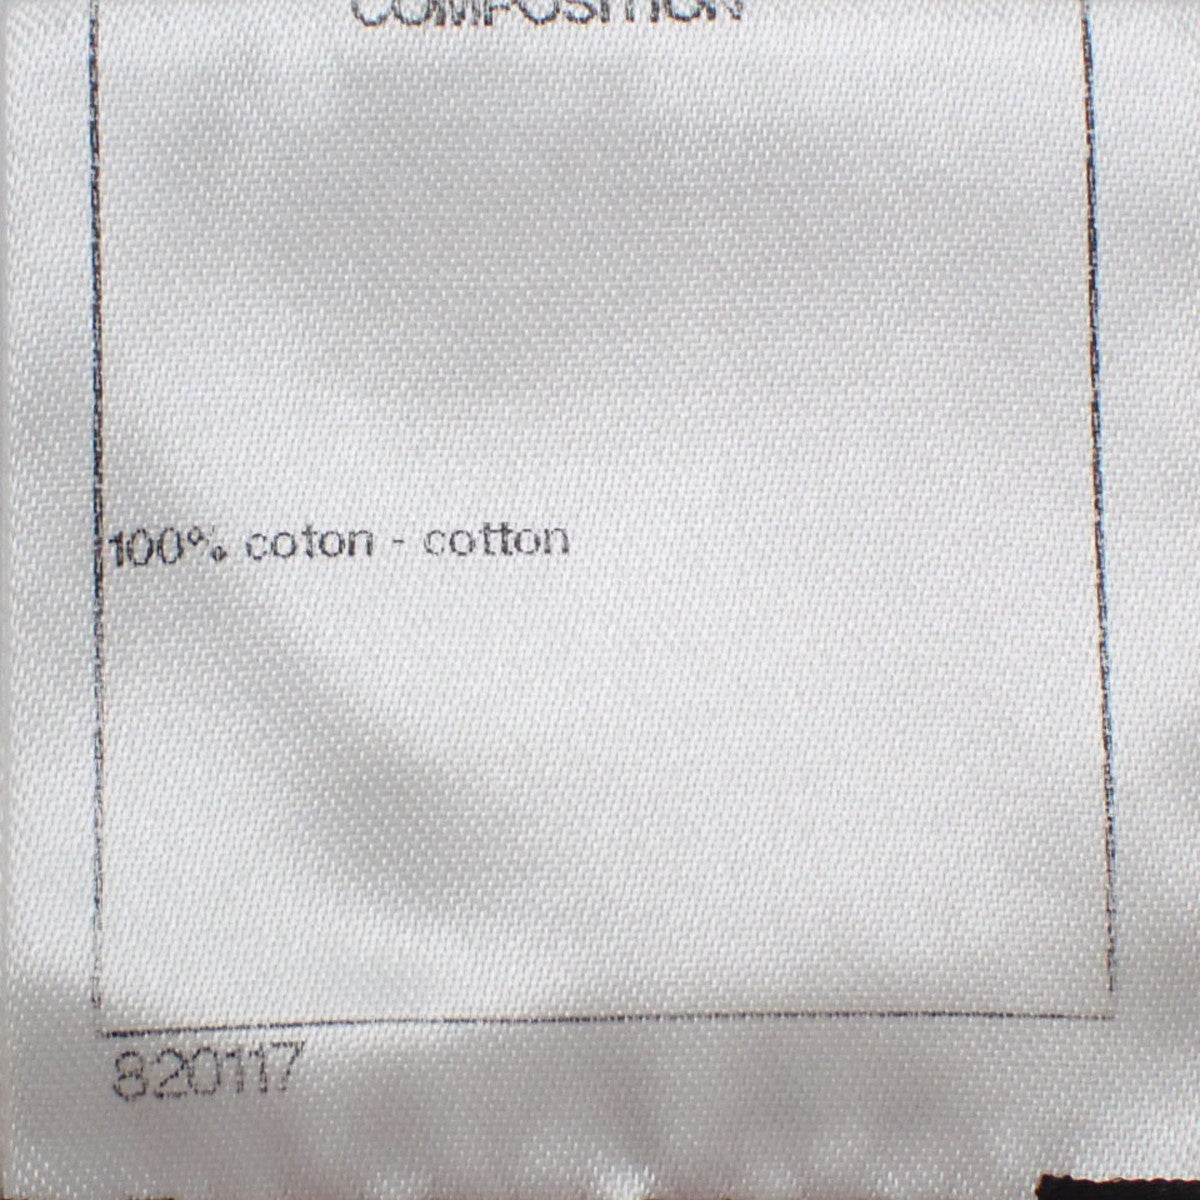 COMPOSITION
100% coton - cotton
820117